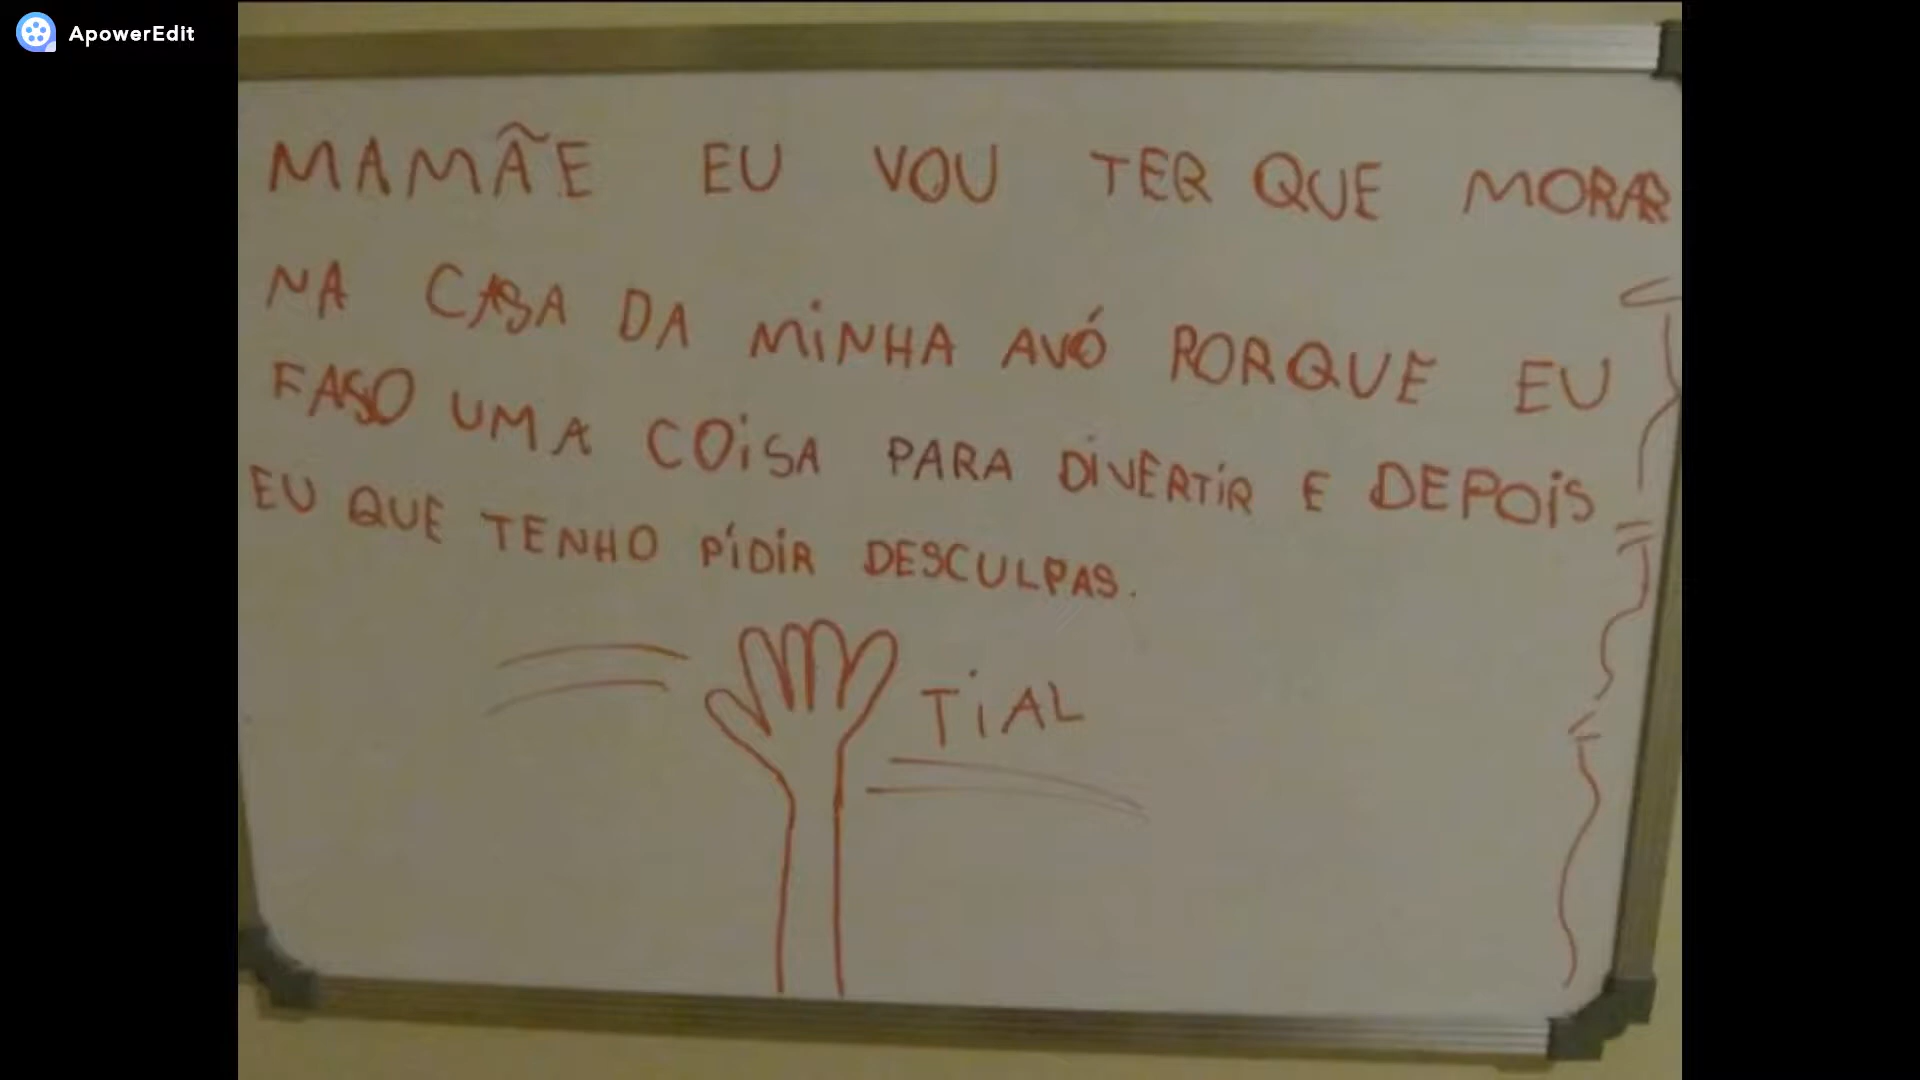 ApowerEdit
MAMÃE EU VOU TER QUE MORAR
NA CASA DA MINHA AVÓ PORQUE EU
FASO UMA COISA PARA DIVERTIR E DEPOIS
EU QUE TENHO PIDIR DESCULPAS.
TIAL